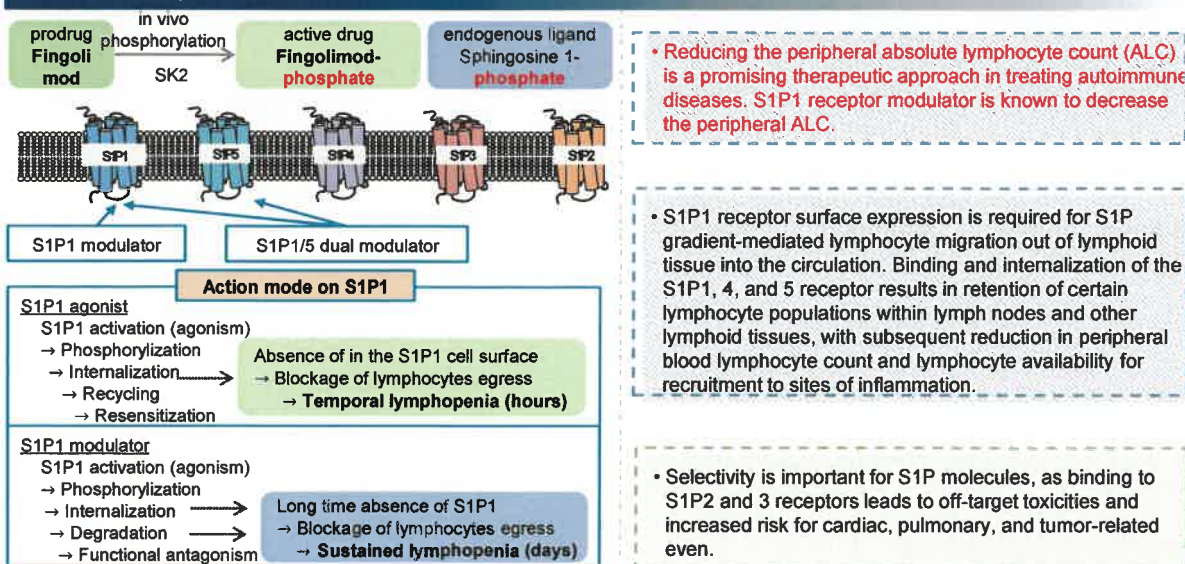 prodrug
Fingoli
mod
in vivo
phosphorylation
SK2
active drug
Fingolimod-
phosphate
endogenous ligand
Sphingosine 1-
phosphate
S1P1
S1P5
S1P4
S1P3
S1P2
S1P1 modulator
S1P1/5 dual modulator
Action mode on S1P1
S1P1 agonist
S1P1 activation (agonism)
→ Phosphorylization
→ Internalization
→ Recycling
→ Resensitization
Absence of in the S1P1 cell surface
→ Blockage of lymphocytes egress
→ Temporal lymphopenia (hours)
S1P1 modulator
S1P1 activation (agonism)
→ Phosphorylization
→ Internalization
→ Degradation
→ Functional antagonism
Long time absence of S1P1
→ Blockage of lymphocytes egress
→ Sustained lymphopenia (days)
• Reducing the peripheral absolute lymphocyte count (ALC)
is a promising therapeutic approach in treating autoimmune
diseases. S1P1 receptor modulator is known to decrease
the peripheral ALC.
• S1P1 receptor surface expression is required for S1P
gradient-mediated lymphocyte migration out of lymphoid
tissue into the circulation. Binding and internalization of the
S1P1, 4, and 5 receptor results in retention of certain
lymphocyte populations within lymph nodes and other
lymphoid tissues, with subsequent reduction in peripheral
blood lymphocyte count and lymphocyte availability for
recruitment to sites of inflammation.
• Selectivity is important for S1P molecules, as binding to
S1P2 and 3 receptors leads to off-target toxicities and
increased risk for cardiac, pulmonary, and tumor-related
even.